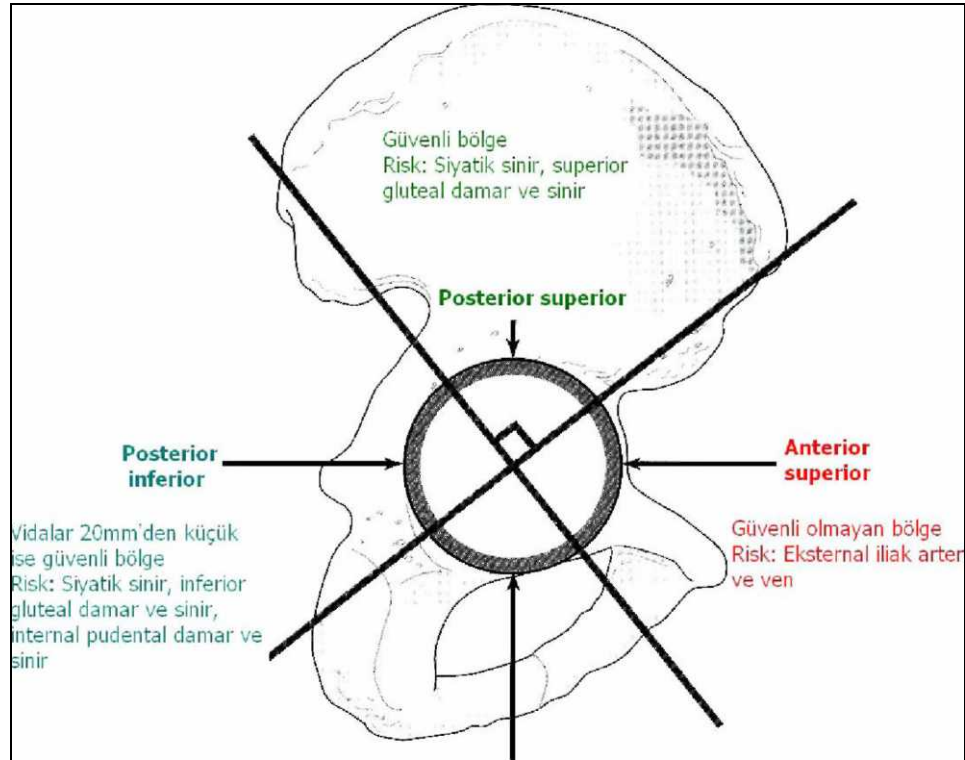 Güvenli bölge
Risk: Siyatik sinir, superior
gluteal damar ve sinir
Posterior superior
Posterior
inferior
Anterior
superior
Vidalar 20mm'den küçük
ise güvenli bölge
Risk: Siyatik sinir, inferior
gluteal damar ve sinir,
internal pudental damar ve
sinir
Güvenli olmayan bölge
Risk: Eksternal iliak arter
ve ven